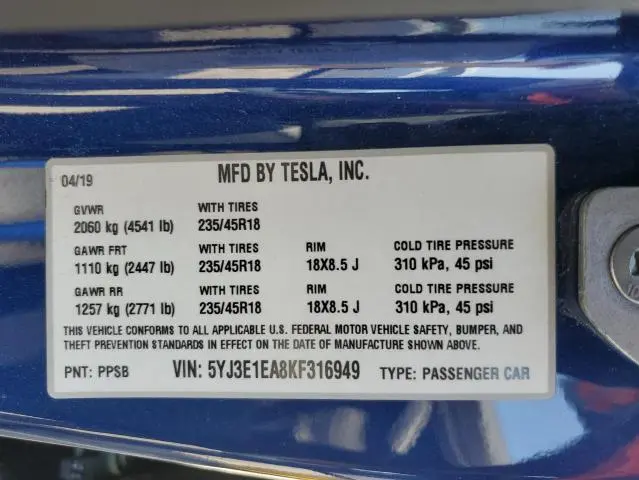 04/19 MFD BY TESLA, INC.
GVWR WITH TIRES
2060 kg (4541 lb) 235/45R18
GAWR FRT WITH TIRES RIM COLD TIRE PRESSURE
1110 kg (2447 lb) 235/45R18 18X8.5 J 310 kPa, 45 psi
GAWR RR WITH TIRES RIM COLD TIRE PRESSURE
1257 kg (2771 lb) 235/45R18 18X8.5 J 310 kPa, 45 psi
THIS VEHICLE CONFORMS TO ALL APPLICABLE U.S. FEDERAL MOTOR VEHICLE SAFETY, BUMPER, AND
THEFT PREVENTION STANDARDS IN EFFECT ON THE DATE OF MANUFACTURE SHOWN ABOVE.
PNT: PPSB VIN: 5YJ3E1EA8KF316949 TYPE: PASSENGER CAR